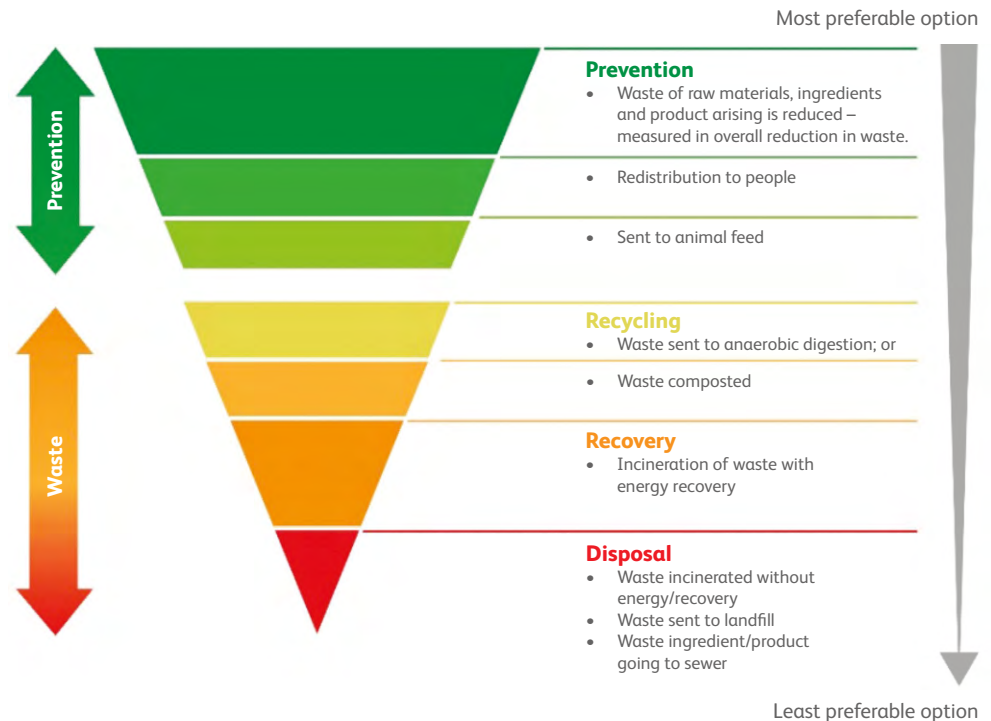 Most preferable option
Prevention
Prevention
• Waste of raw materials, ingredients
and product arising is reduced –
measured in overall reduction in waste.
• Redistribution to people
• Sent to animal feed
Waste
Recycling
• Waste sent to anaerobic digestion; or
• Waste composted
Recovery
• Incineration of waste with
energy recovery
Disposal
• Waste incinerated without
energy/recovery
• Waste sent to landfill
• Waste ingredient/product
going to sewer
Least preferable option